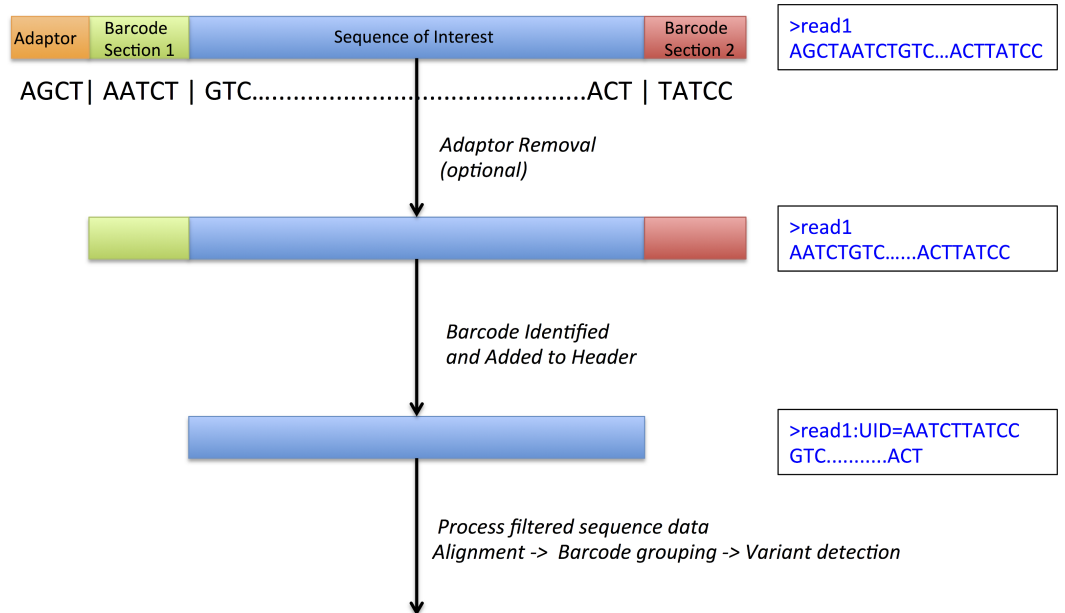 Adaptor
Barcode
Section 1
Sequence of Interest
Barcode
Section 2
>read1
AGCTAATCTGTC...ACTTATCC
AGCT| AATCT | GTC.................................................ACT | TATCC
Adaptor Removal
(optional)
>read1
AATCTGTC......ACTTATCC
Barcode Identified
and Added to Header
>read1:UID=AATCTTATCC
GTC...........ACT
Process filtered sequence data
Alignment -> Barcode grouping -> Variant detection